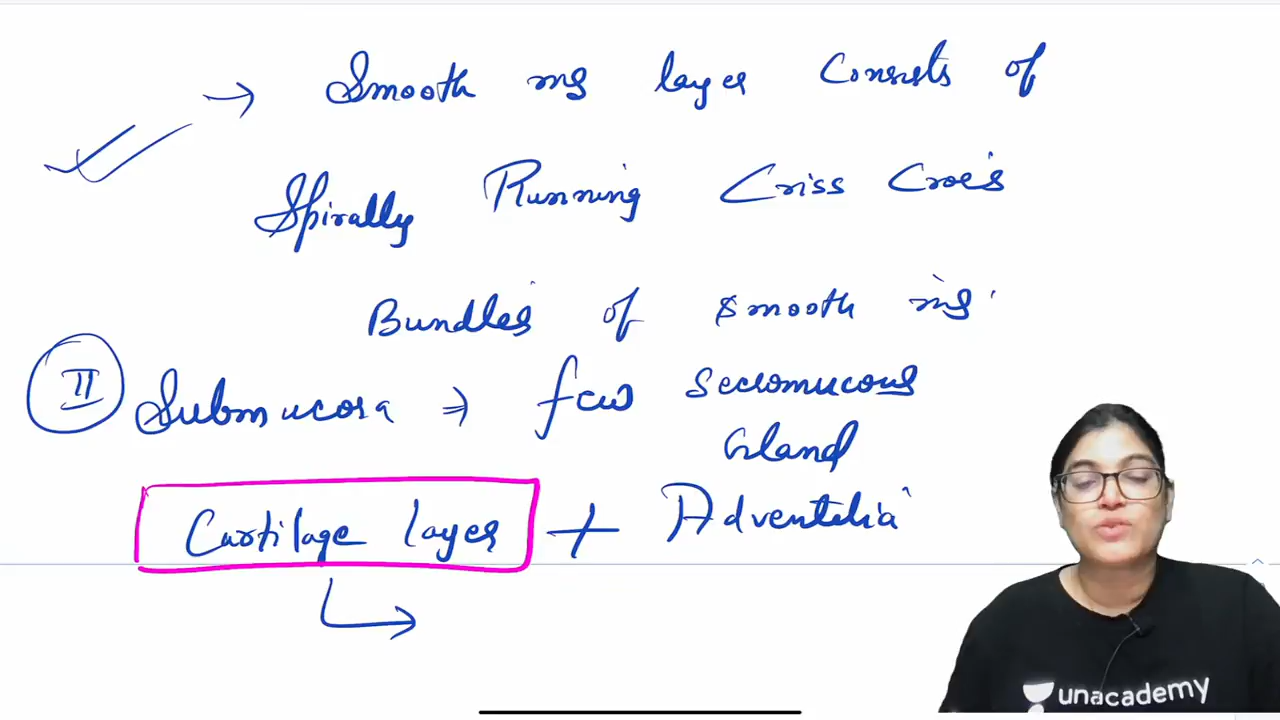 → Smooth ms layer Consists of
Spirally Running Criss Cross
Bundles of smooth ms
II Submucosa ⇒ few Seromucous
Gland
Cartilage layer + Adventitia
unacademy